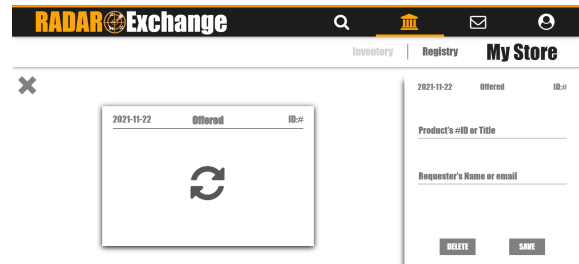 RADAR Exchange
Inventory | Registry My Store
2021-11-22 Offered ID:#
2021-11-22 Offered ID:#
Product's #ID or Title
Requester's Name or email
DELETE SAVE